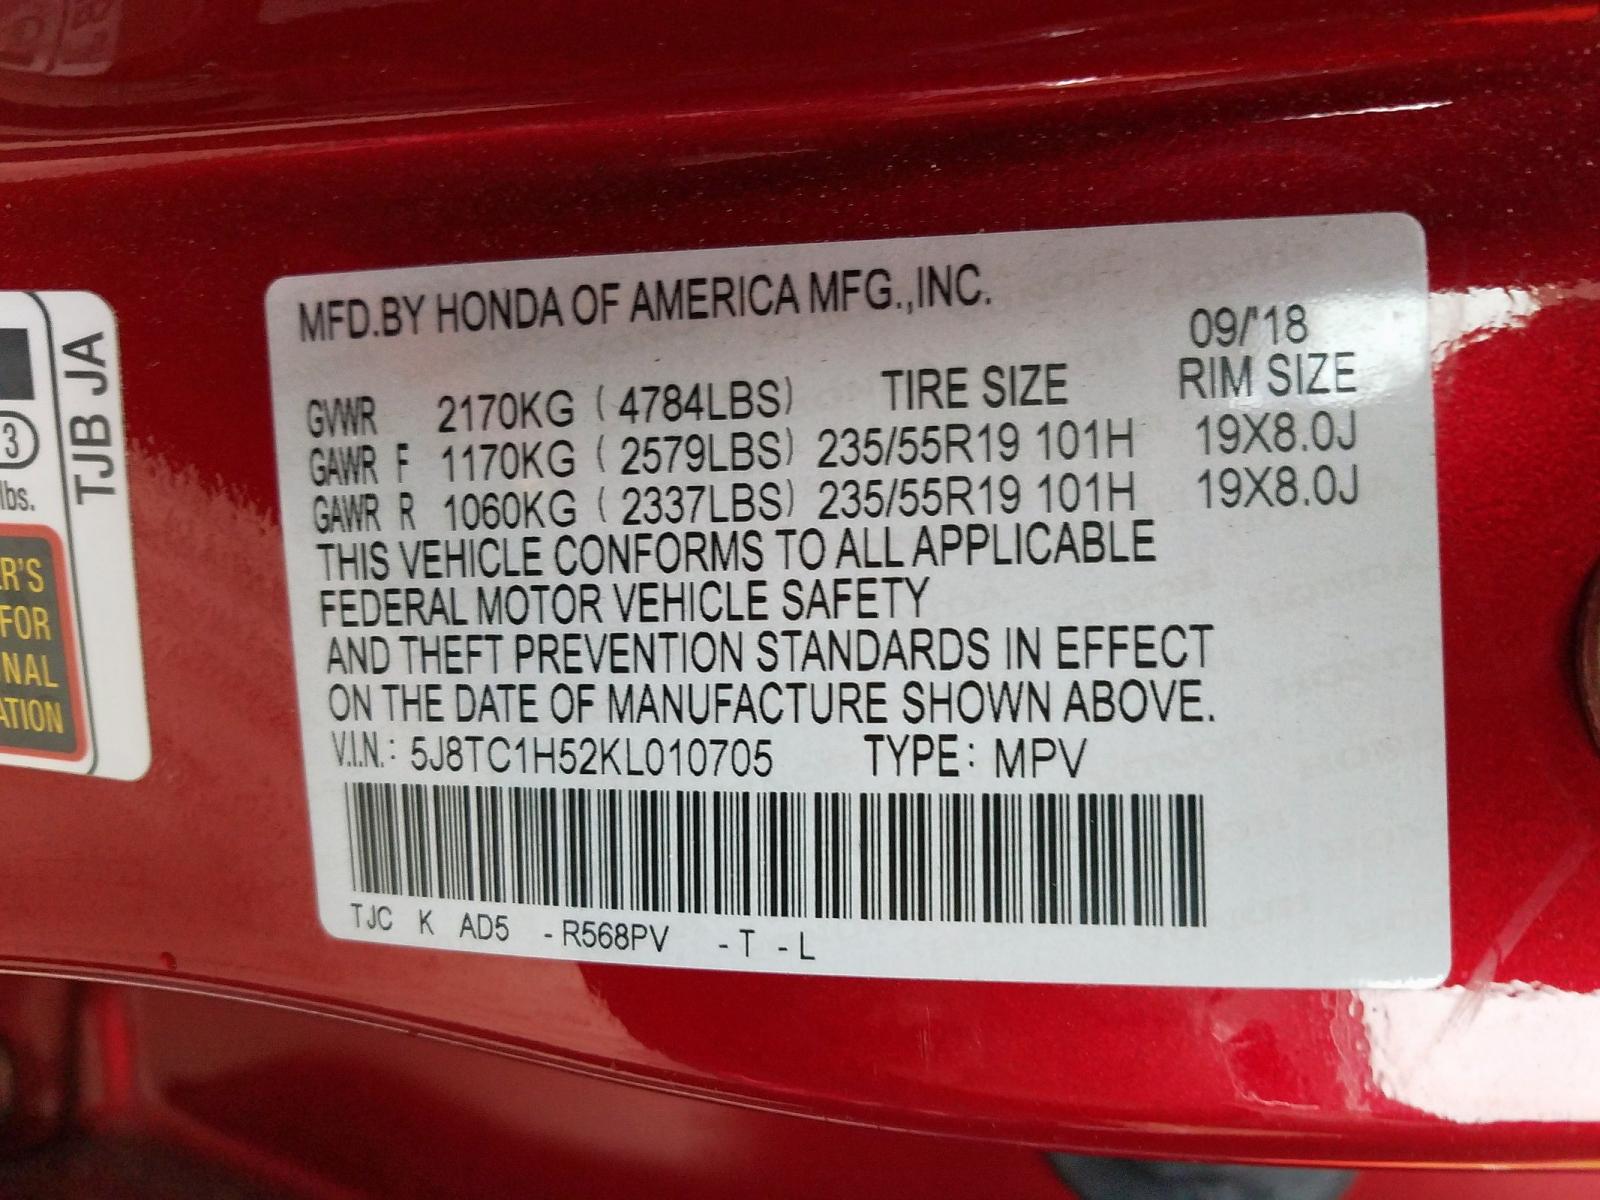 MFD.BY HONDA OF AMERICA MFG.,INC.
09/'18
TIRE SIZE RIM SIZE
GVWR 2170KG ( 4784LBS)
GAWR F 1170KG ( 2579LBS) 235/55R19 101H 19X8.0J
GAWR R 1060KG ( 2337LBS) 235/55R19 101H 19X8.0J
THIS VEHICLE CONFORMS TO ALL APPLICABLE
FEDERAL MOTOR VEHICLE SAFETY
AND THEFT PREVENTION STANDARDS IN EFFECT
ON THE DATE OF MANUFACTURE SHOWN ABOVE.
V.I.N.: 5J8TC1H52KL010705 TYPE: MPV
TJC K AD5 - R568PV - T - L
TJB JA
3
lbs.
R'S
FOR
NAL
ATION